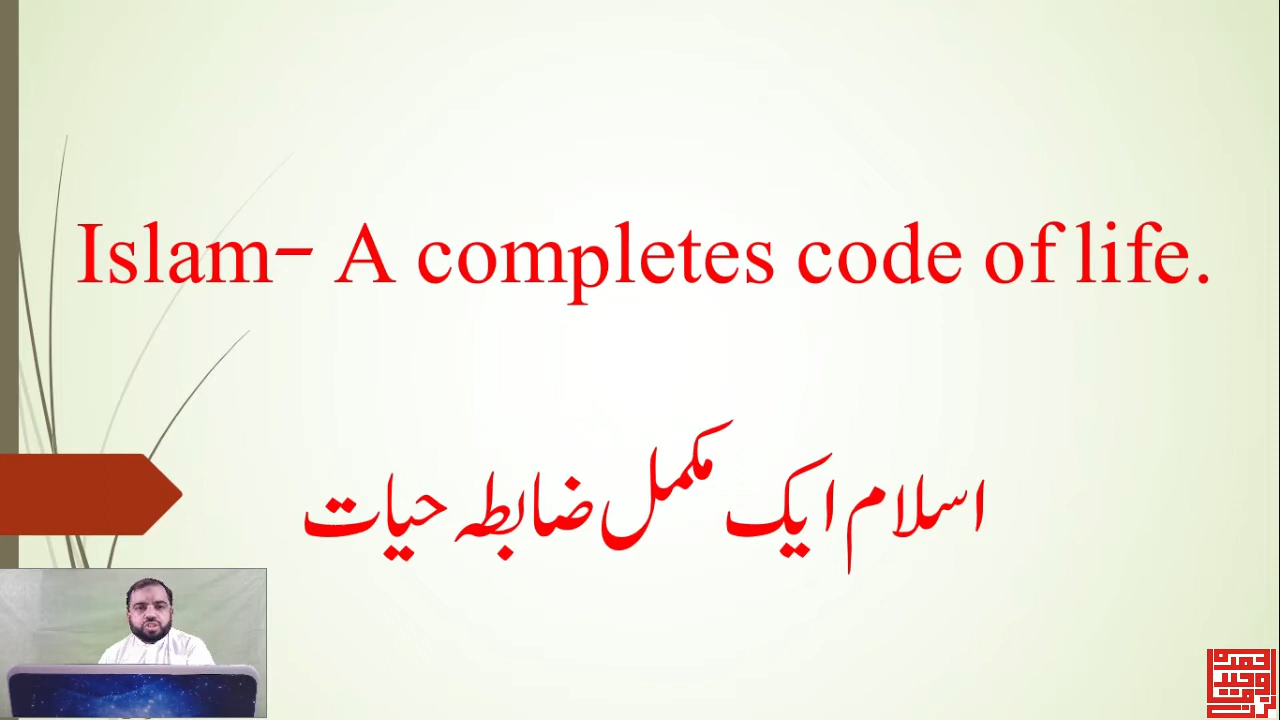 Islam- A completes code of life.
اسلام ایک مکمل ضابطہ حیات